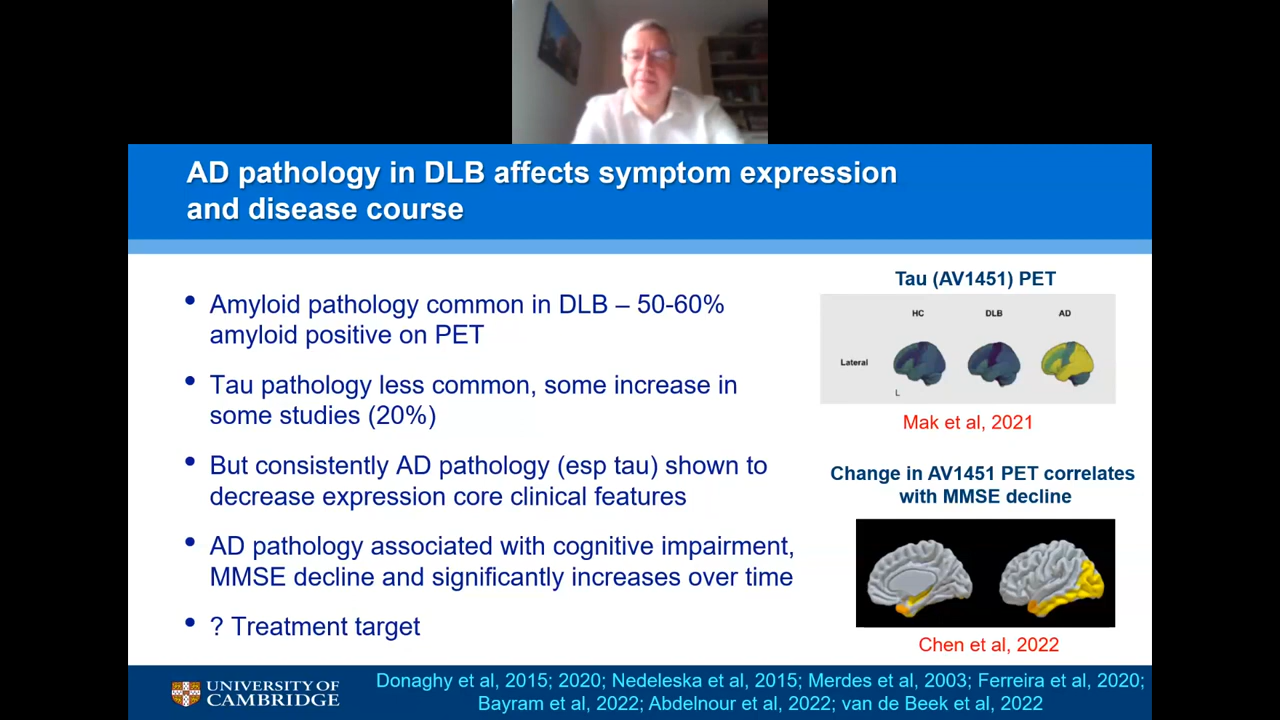 AD pathology in DLB affects symptom expression
and disease course
• Amyloid pathology common in DLB – 50-60%
amyloid positive on PET
• Tau pathology less common, some increase in
some studies (20%)
• But consistently AD pathology (esp tau) shown to
decrease expression core clinical features
• AD pathology associated with cognitive impairment,
MMSE decline and significantly increases over time
• ? Treatment target
Tau (AV1451) PET
HC DLB AD
Lateral
L
Mak et al, 2021
Change in AV1451 PET correlates
with MMSE decline
Chen et al, 2022
UNIVERSITY OF
CAMBRIDGE
Donaghy et al, 2015; 2020; Nedeleska et al, 2015; Merdes et al, 2003; Ferreira et al, 2020;
Bayram et al, 2022; Abdelnour et al, 2022; van de Beek et al, 2022